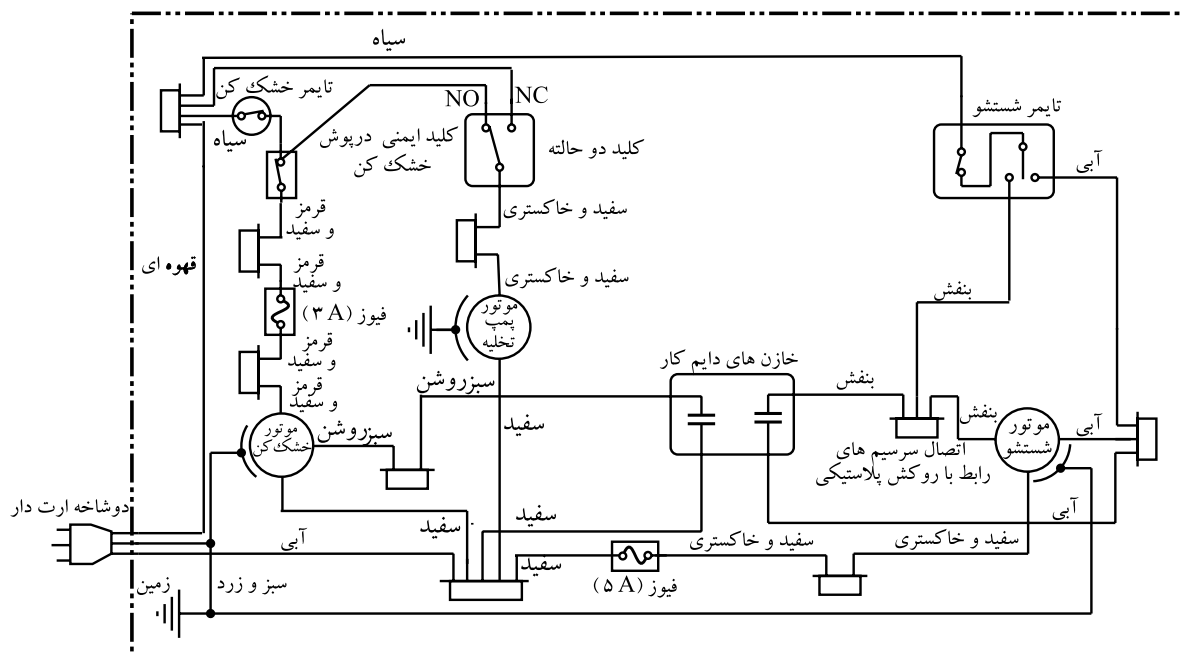 سیاه
تایمر خشک کن
NO
NC
تایمر شستشو
سیاه
کلید ایمنی درپوش
خشک کن
کلید دو حالته
آبی
قرمز
و سفید
سفید و خاکستری
قهوه ای
قرمز
و سفید
سفید و خاکستری
بنفش
فیوز (۳ A)
موتور
پمپ
تخلیه
قرمز
و سفید
خازن های دایم کار
قرمز
و سفید
سبزروشن
بنفش
موتور
خشک کن
سبزروشن
سفید
بنفش
موتور
شستشو
آبی
اتصال سرسیم های
رابط با روکش پلاستیکی
دوشاخه ارت دار
سفید
سفید
آبی
آبی
سفید
سفید و خاکستری
سفید و خاکستری
زمین
سبز و زرد
فیوز (۵ A)